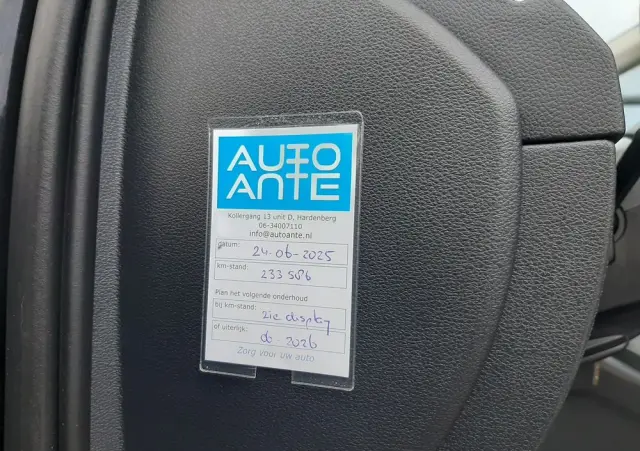 AUTO
ANTE
Kollergang 13 unit D, Hardenberg
06-34007110
info@autoante.nl
datum: 24-06-2025
km-stand: 233 586
Plan het volgende onderhoud
bij km-stand: zie display
of uiterlijk: 06 2026
Zorg voor uw auto